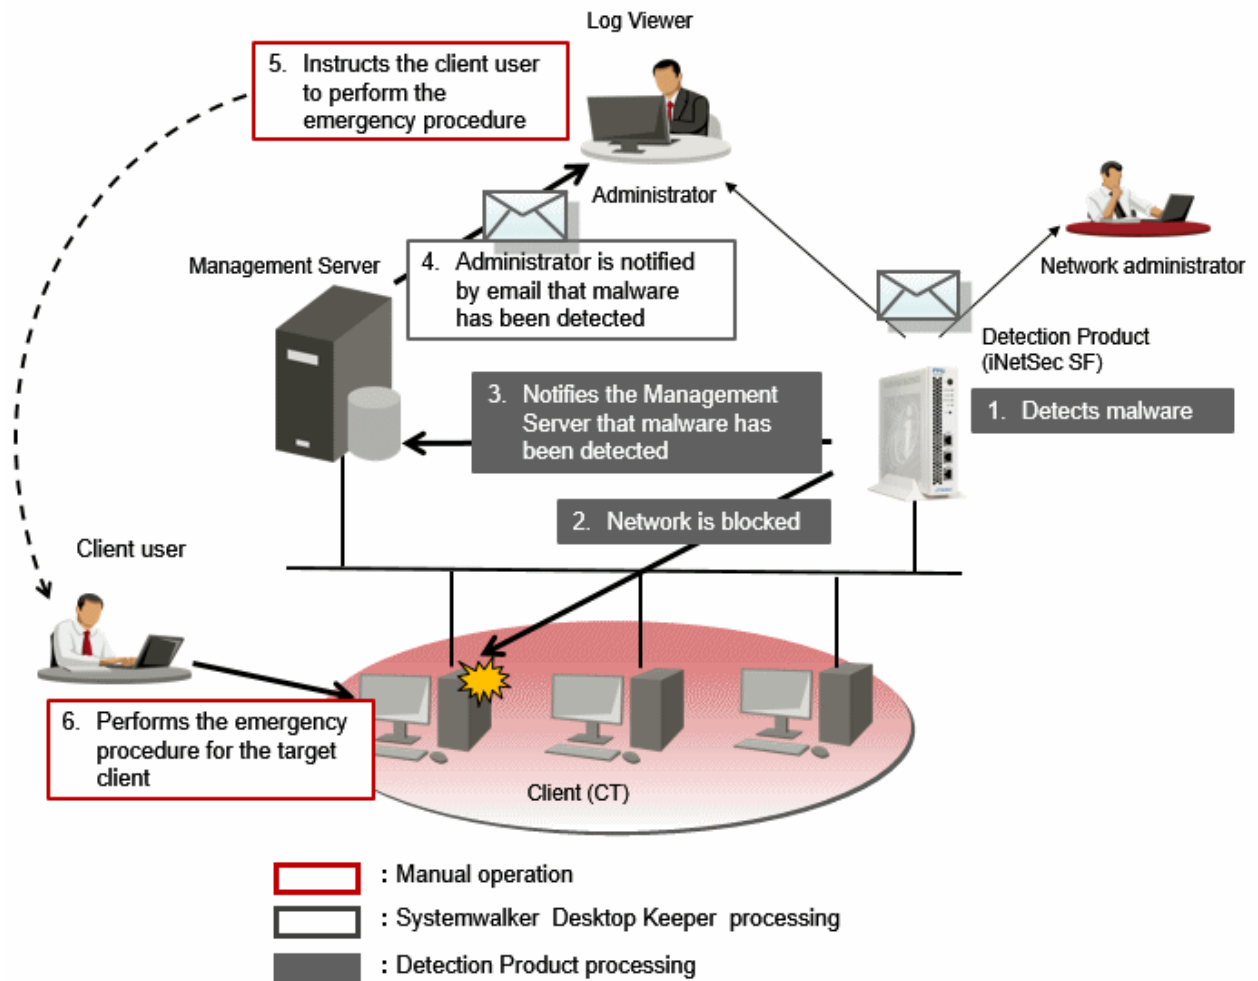 Log Viewer
5. Instructs the client user
to perform the
emergency procedure
Administrator
Management Server
4. Administrator is notified
by email that malware
has been detected
Network administrator
Detection Product
(iNetSec SF)
1. Detects malware
3. Notifies the Management
Server that malware has
been detected
2. Network is blocked
Client user
6. Performs the emergency
procedure for the target
client
Client (CT)
: Manual operation
: Systemwalker Desktop Keeper processing
: Detection Product processing